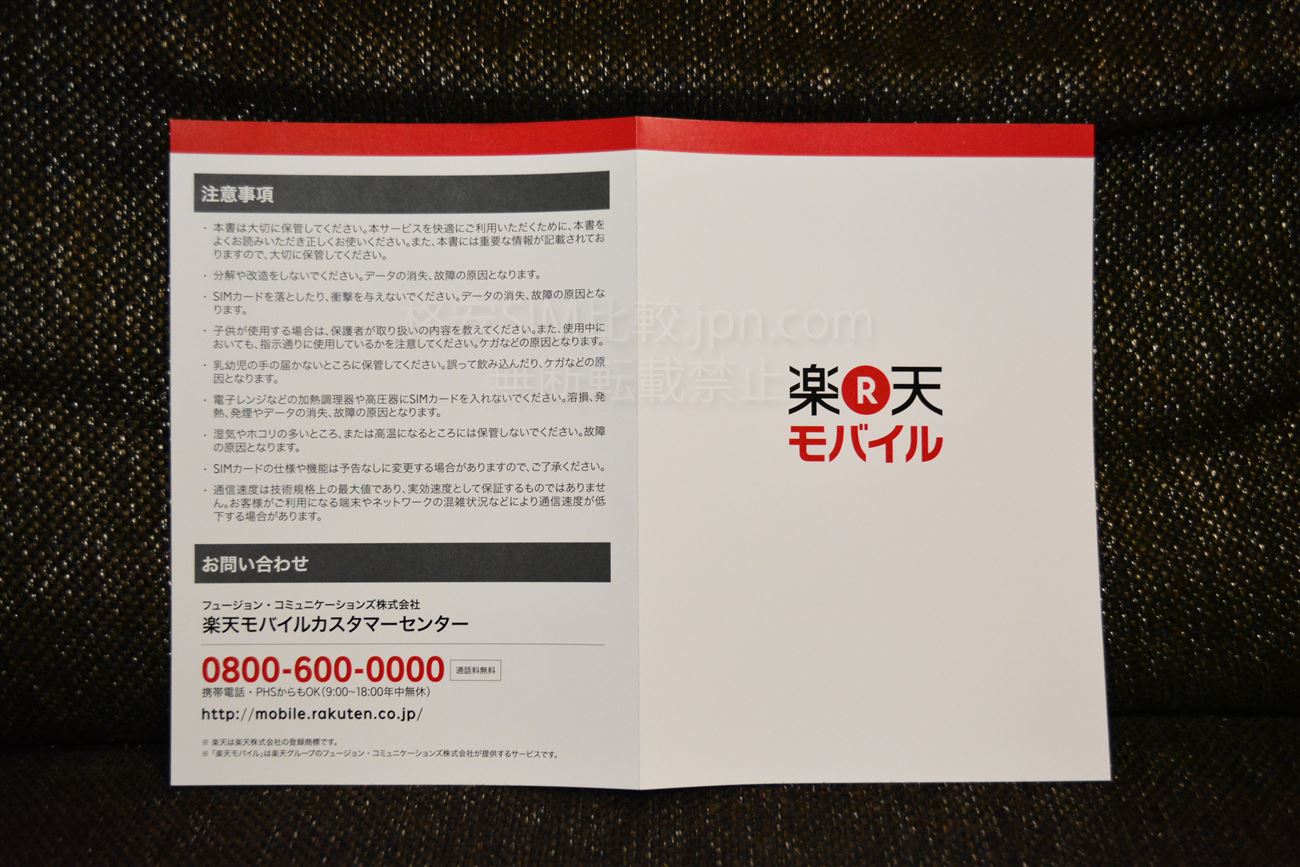 注意事項
・ 本書は大切に保管してください。本サービスを快適にご利用いただくために、本書を
よくお読みいただき正しくお使いください。また、本書には重要な情報が記載されてお
りますので、大切に保管してください。
・ 分解や改造をしないでください。データの消失、故障の原因となります。
・ SIMカードを落としたり、衝撃を与えないでください。データの消失、故障の原因とな
ります。
・ 子供が使用する場合は、保護者が取り扱いの内容を教えてください。また、使用中に
おいても、指示通りに使用しているかを注意してください。ケガなどの原因となります。
・ 乳幼児の手の届かないところに保管してください。誤って飲み込んだり、ケガなどの原
因となります。
・ 電子レンジなどの加熱調理器や高圧器にSIMカードを入れないでください。溶損、発
熱、発煙やデータの消失、故障の原因となります。
・ 湿気やホコリの多いところ、または高温になるところには保管しないでください。故障
の原因となります。
・ SIMカードの仕様や機能は予告なしに変更する場合がありますので、ご了承ください。
・ 通信速度は技術規格上の最大値であり、実効速度として保証するものではありませ
ん。お客様がご利用になる端末やネットワークの混雑状況などにより通信速度が低
下する場合があります。
お問い合わせ
フュージョン・コミュニケーションズ株式会社
楽天モバイルカスタマーセンター
0800-600-0000 通話料無料
携帯電話・PHSからもOK（9:00~18:00年中無休）
http://mobile.rakuten.co.jp/
※ 楽天は楽天株式会社の登録商標です。
※「楽天モバイル」は楽天グループのフュージョン・コミュニケーションズ株式会社が提供するサービスです。
楽R天
モバイル
格安SIM比較.jpn.com
無断転載禁止